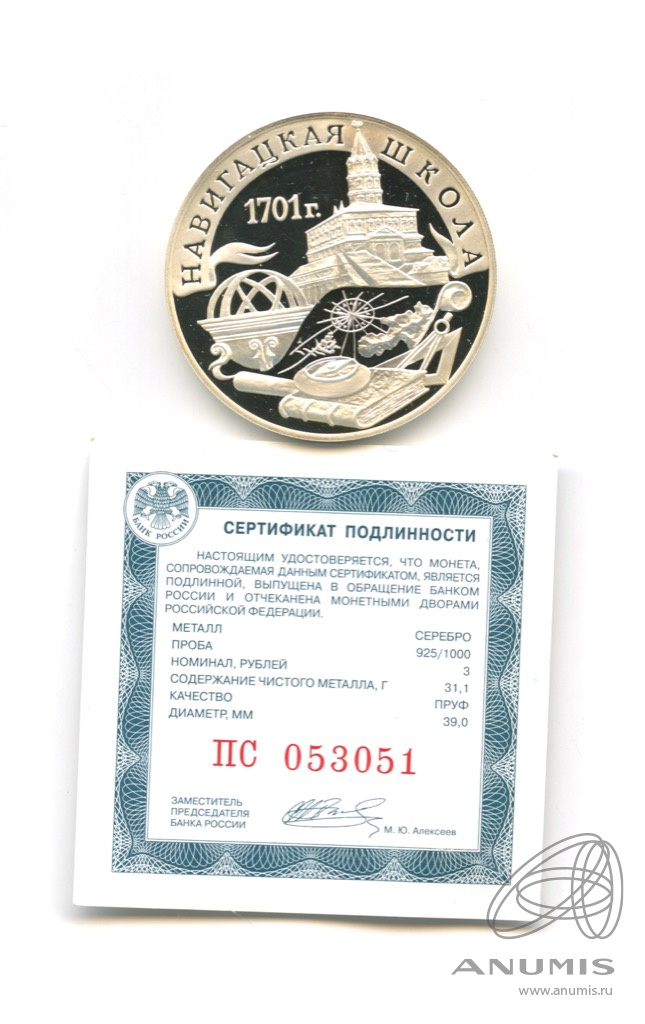 НАВИГАЦКАЯ ШКОЛА
1701 г.
БАНК РОССИИ
СЕРТИФИКАТ ПОДЛИННОСТИ
НАСТОЯЩИМ УДОСТОВЕРЯЕТСЯ, ЧТО МОНЕТА,
СОПРОВОЖДАЕМАЯ ДАННЫМ СЕРТИФИКАТОМ, ЯВЛЯЕТСЯ
ПОДЛИННОЙ, ВЫПУЩЕНА В ОБРАЩЕНИЕ БАНКОМ
РОССИИ И ОТЧЕКАНЕНА МОНЕТНЫМИ ДВОРАМИ
РОССИЙСКОЙ ФЕДЕРАЦИИ.
МЕТАЛЛ СЕРЕБРО
ПРОБА 925/1000
НОМИНАЛ, РУБЛЕЙ 3
СОДЕРЖАНИЕ ЧИСТОГО МЕТАЛЛА, Г 31,1
КАЧЕСТВО ПРУФ
ДИАМЕТР, ММ 39,0
ПС 053051
ЗАМЕСТИТЕЛЬ
ПРЕДСЕДАТЕЛЯ
БАНКА РОССИИ М. Ю. Алексеев
ANUMIS
www.anumis.ru